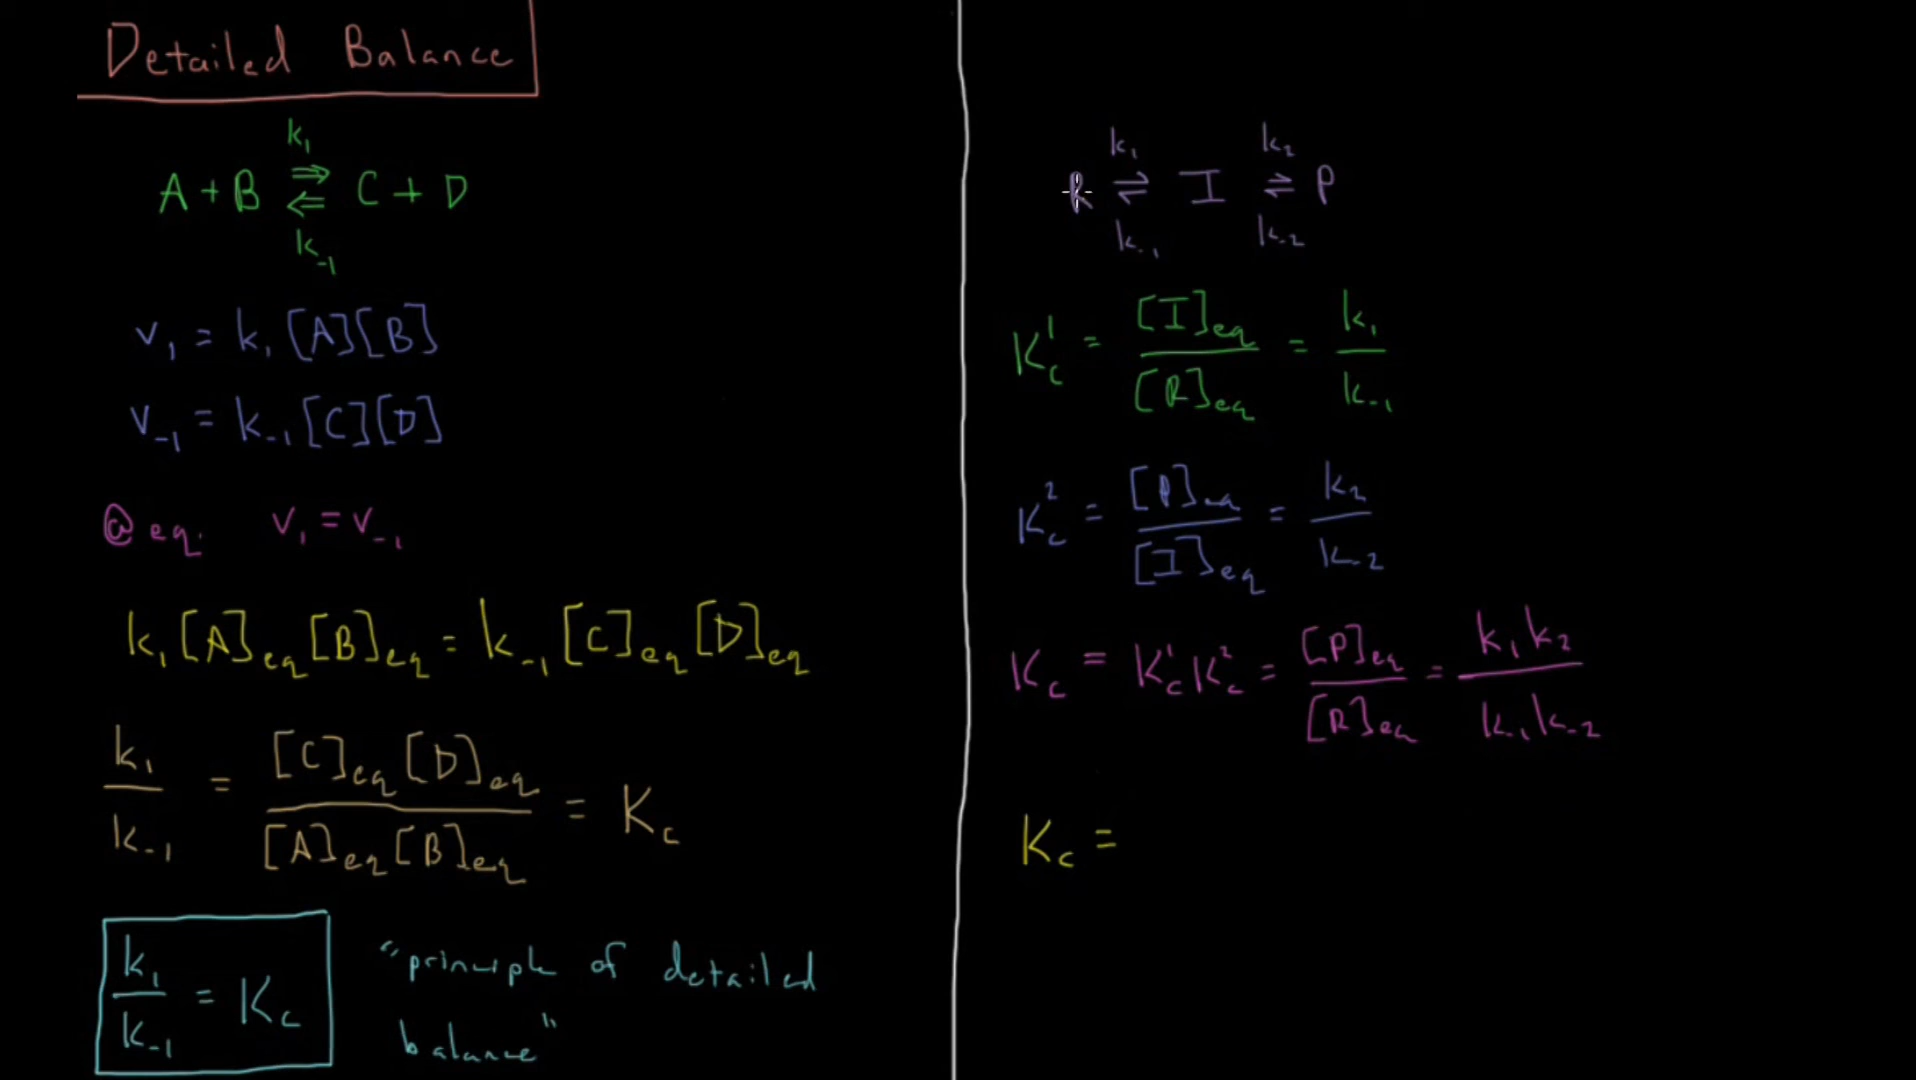 Detailed Balance
k₁
A + B ⇌ C + D
k₋₁
v₁ = k₁[A][B]
v₋₁ = k₋₁[C][D]
@ eq. v₁ = v₋₁
k₁[A]eq[B]eq = k₋₁[C]eq[D]eq
k₁/k₋₁ = [C]eq[D]eq / [A]eq[B]eq = Kc
k₁/k₋₁ = Kc "principle of detailed
balance"
k₁ k₂
R ⇌ I ⇌ P
k₋₁ k₋₂
Kc¹ = [I]eq / [R]eq = k₁/k₋₁
Kc² = [P]eq / [I]eq = k₂/k₋₂
Kc = Kc¹Kc² = [P]eq / [R]eq = k₁k₂ / k₋₁k₋₂
Kc =